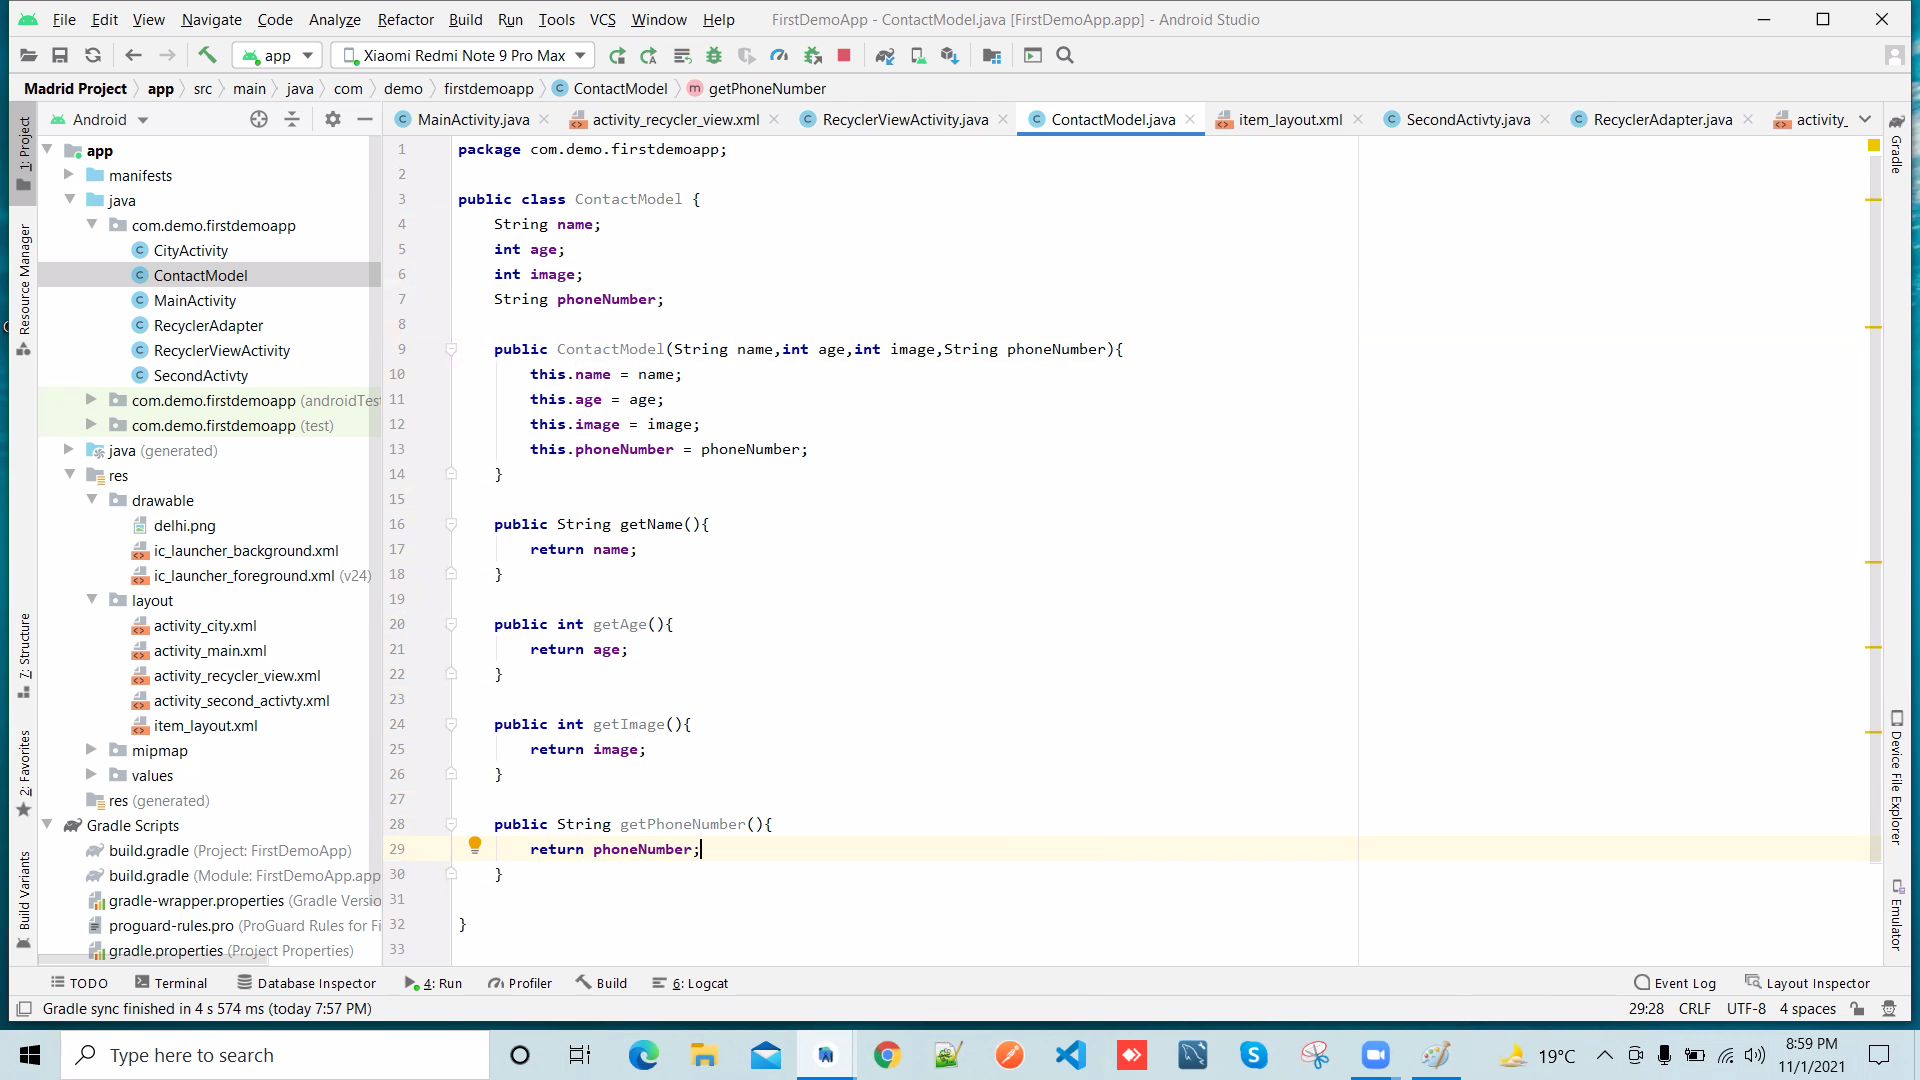 File Edit View Navigate Code Analyze Refactor Build Run Tools VCS Window Help FirstDemoApp - ContactModel.java [FirstDemoApp.app] - Android Studio
app Xiaomi Redmi Note 9 Pro Max
Madrid Project app src main java com demo firstdemoapp ContactModel getPhoneNumber
Android
MainActivity.java activity_recycler_view.xml RecyclerViewActivity.java ContactModel.java item_layout.xml SecondActivty.java RecyclerAdapter.java activity_
1: Project
Resource Manager
7: Structure
2: Favorites
Build Variants
app
manifests
java
com.demo.firstdemoapp
CityActivity
ContactModel
MainActivity
RecyclerAdapter
RecyclerViewActivity
SecondActivty
com.demo.firstdemoapp (androidTest
com.demo.firstdemoapp (test)
java (generated)
res
drawable
delhi.png
ic_launcher_background.xml
ic_launcher_foreground.xml (v24)
layout
activity_city.xml
activity_main.xml
activity_recycler_view.xml
activity_second_activty.xml
item_layout.xml
mipmap
values
res (generated)
Gradle Scripts
build.gradle (Project: FirstDemoApp)
build.gradle (Module: FirstDemoApp.app
gradle-wrapper.properties (Gradle Versio
proguard-rules.pro (ProGuard Rules for Fi
gradle.properties (Project Properties)
1 package com.demo.firstdemoapp;
2
3 public class ContactModel {
4 String name;
5 int age;
6 int image;
7 String phoneNumber;
8
9 public ContactModel(String name,int age,int image,String phoneNumber){
10 this.name = name;
11 this.age = age;
12 this.image = image;
13 this.phoneNumber = phoneNumber;
14 }
15
16 public String getName(){
17 return name;
18 }
19
20 public int getAge(){
21 return age;
22 }
23
24 public int getImage(){
25 return image;
26 }
27
28 public String getPhoneNumber(){
29 return phoneNumber;
30 }
31
32 }
33
Gradle
Device File Explorer
Emulator
TODO Terminal Database Inspector 4: Run Profiler Build 6: Logcat Event Log Layout Inspector
Gradle sync finished in 4 s 574 ms (today 7:57 PM) 29:28 CRLF UTF-8 4 spaces
Type here to search 19°C 8:59 PM
11/1/2021